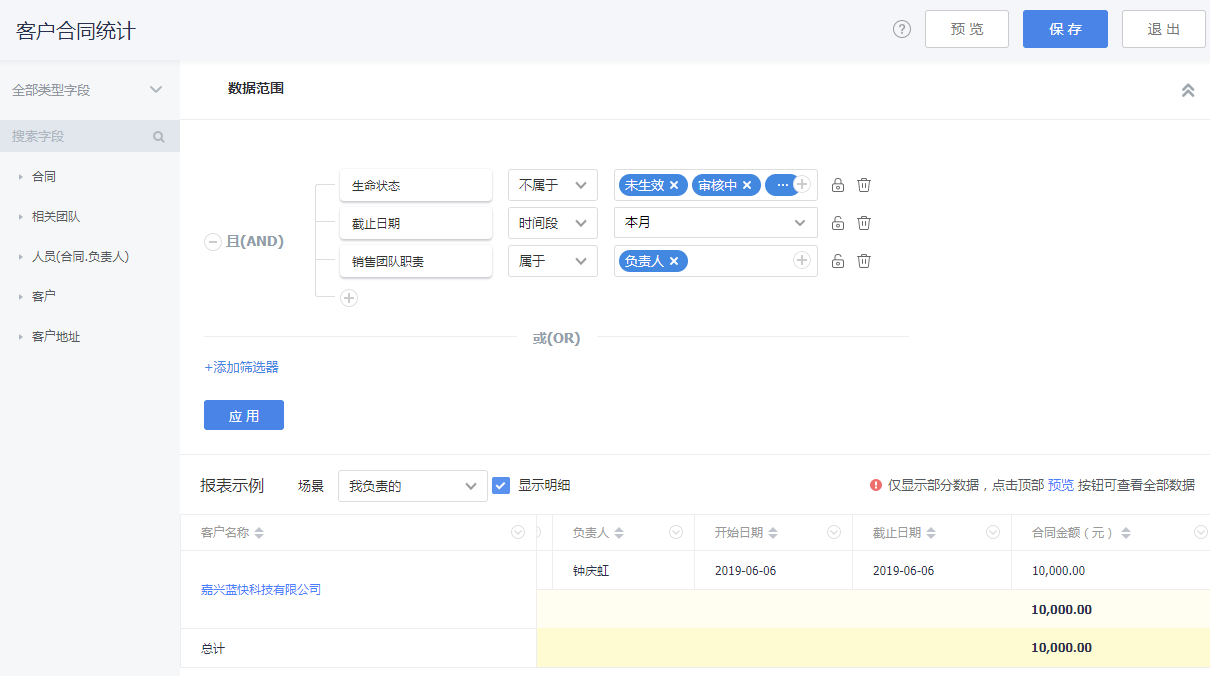 客户合同统计
? 预 览 保 存 退 出
全部类型字段
搜索字段
合同
相关团队
人员(合同.负责人)
客户
客户地址
数据范围
且(AND)
生命状态 不属于 未生效 × 审核中 × ...
截止日期 时间段 本月
销售团队职责 属于 负责人 ×
或(OR)
+添加筛选器
应 用
报表示例 场景 我负责的 显示明细 仅显示部分数据，点击顶部 预览 按钮可查看全部数据
客户名称 负责人 开始日期 截止日期 合同金额（元）
嘉兴蓝快科技有限公司 钟庆虹 2019-06-06 2019-06-06 10,000.00
10,000.00
总计 10,000.00